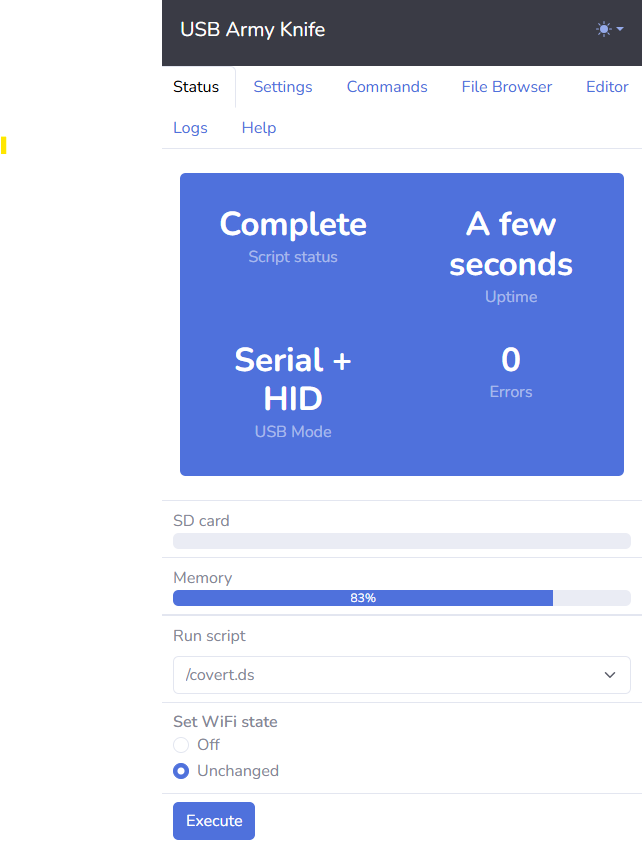 USB Army Knife
Status Settings Commands File Browser Editor
Logs Help
Complete
Script status
A few
seconds
Uptime
Serial +
HID
USB Mode
0
Errors
SD card
Memory
83%
Run script
/covert.ds
Set WiFi state
Off
Unchanged
Execute